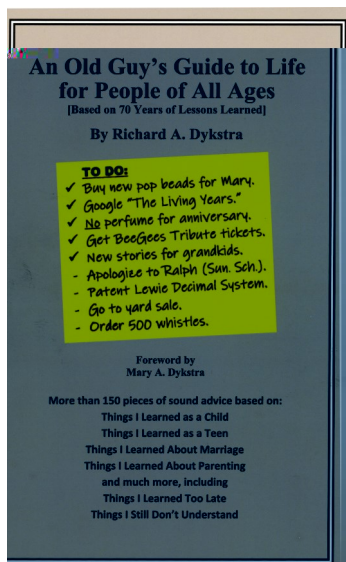 An Old Guy's Guide to Life
for People of All Ages
[Based on 70 Years of Lessons Learned]
By Richard A. Dykstra
TO DO:
✓ Buy new pop beads for Mary.
✓ Google "The Living Years."
✓ No perfume for anniversary.
✓ Get BeeGees Tribute tickets.
✓ New stories for grandkids.
- Apologize to Ralph (Sun. Sch.).
- Patent Lewie Decimal System.
- Go to yard sale.
- Order 500 whistles.
Foreword by
Mary A. Dykstra
More than 150 pieces of sound advice based on:
Things I Learned as a Child
Things I Learned as a Teen
Things I Learned About Marriage
Things I Learned About Parenting
and much more, including
Things I Learned Too Late
Things I Still Don't Understand